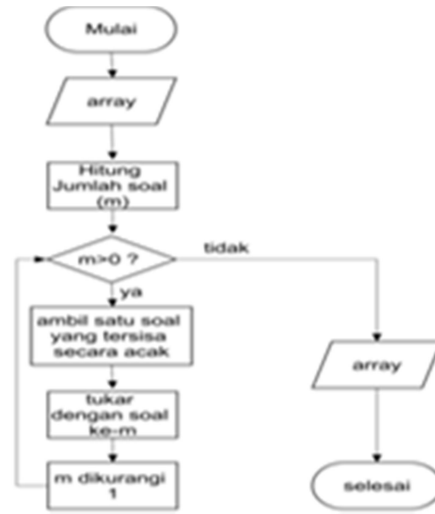 Mulai
array
Hitung
Jumlah soal
(m)
m>0 ?
tidak
ya
ambil satu soal
yang tersisa
secara acak
tukar
dengan soal
ke-m
m dikurangi
1
array
selesai